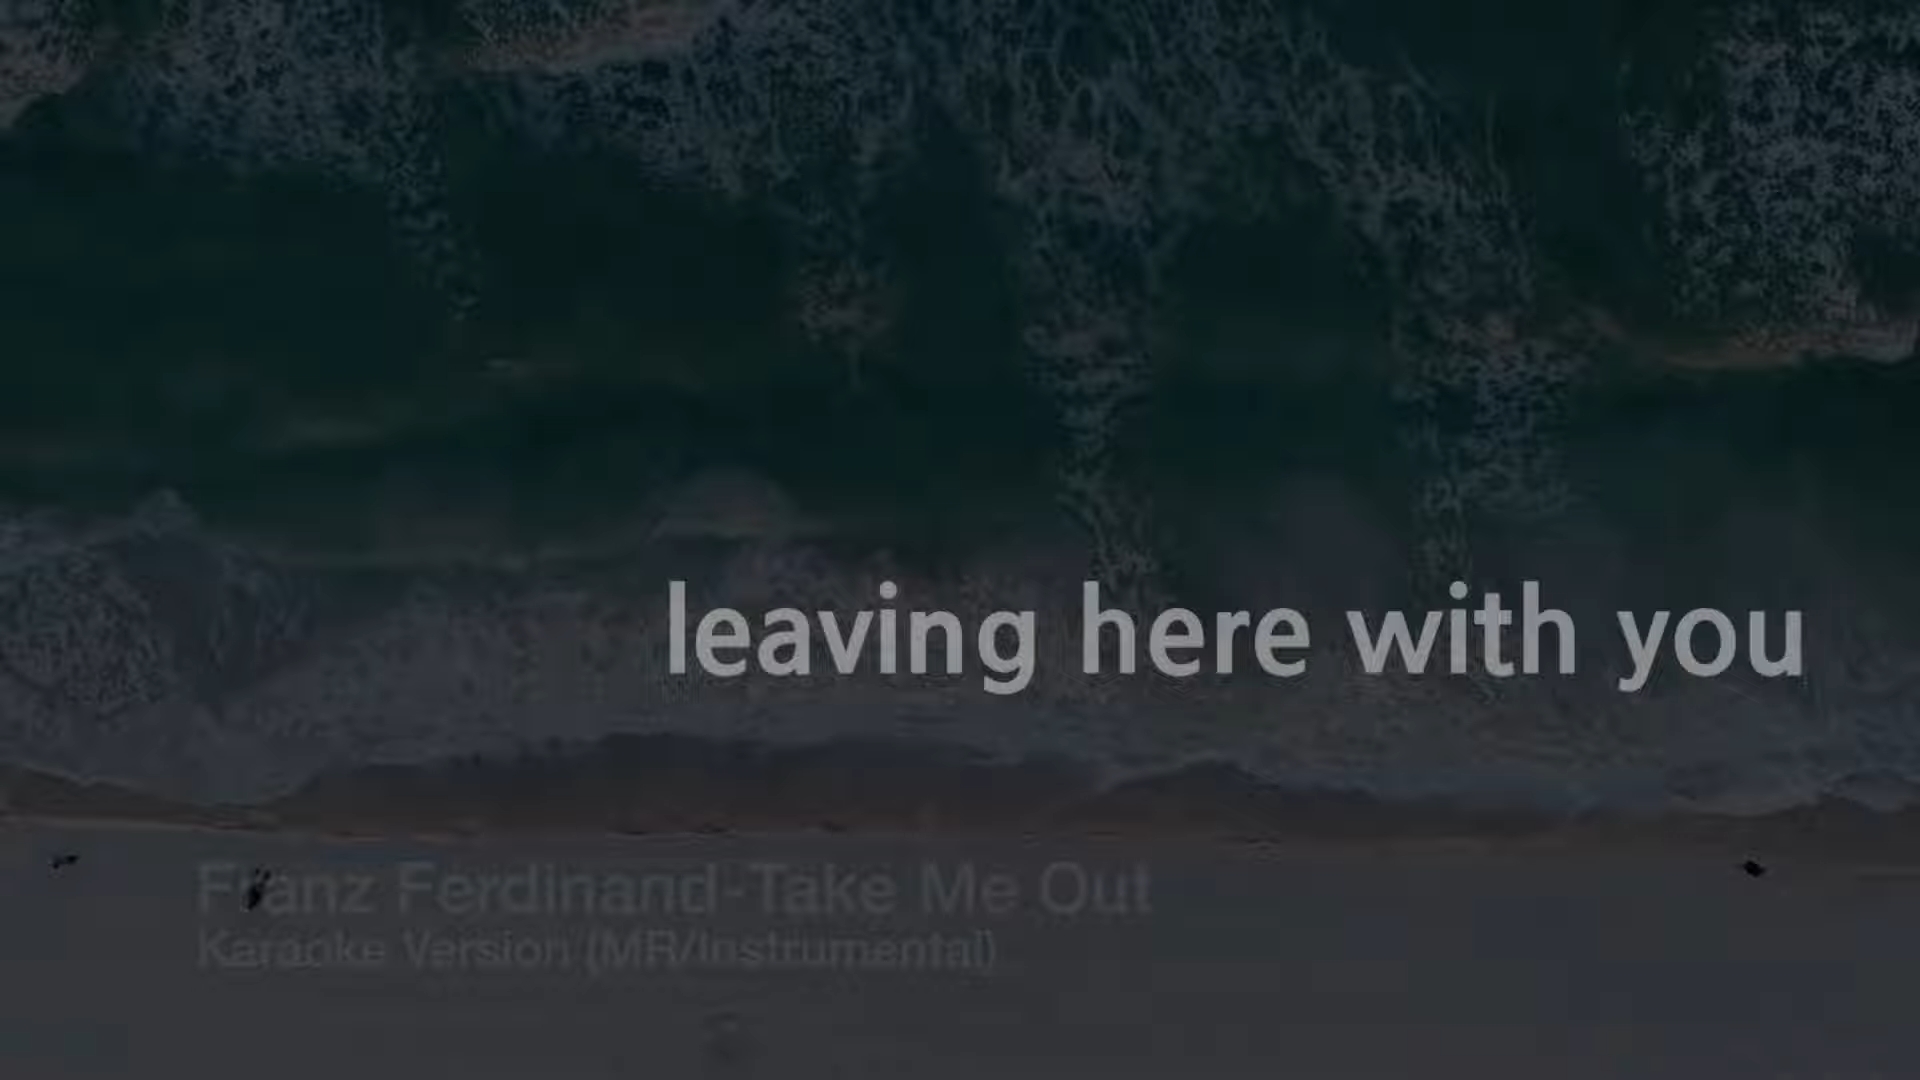 leaving here with you
Franz Ferdinand-Take Me Out
Karaoke Version (MR/Instrumental)